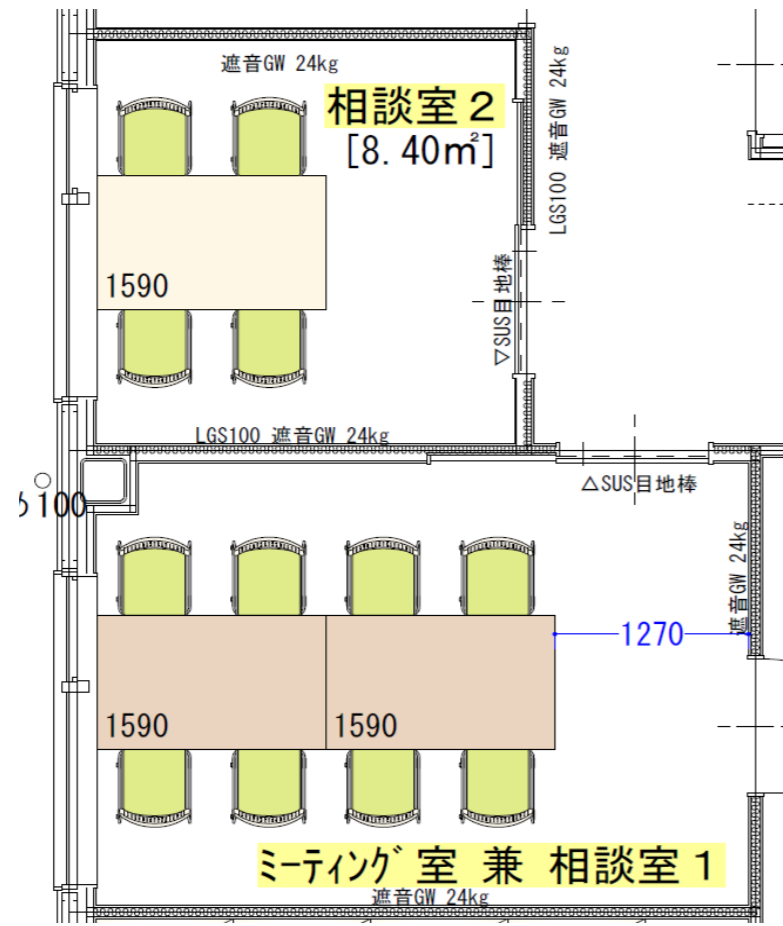 遮音GW 24kg
相談室２
[8.40㎡]
LGS100 遮音GW 24kg
1590
▽SUS目地棒
LGS100 遮音GW 24kg
△SUS目地棒
100
遮音GW 24kg
1270
1590
1590
ﾐｰﾃｨﾝｸﾞ室 兼 相談室１
遮音GW 24kg